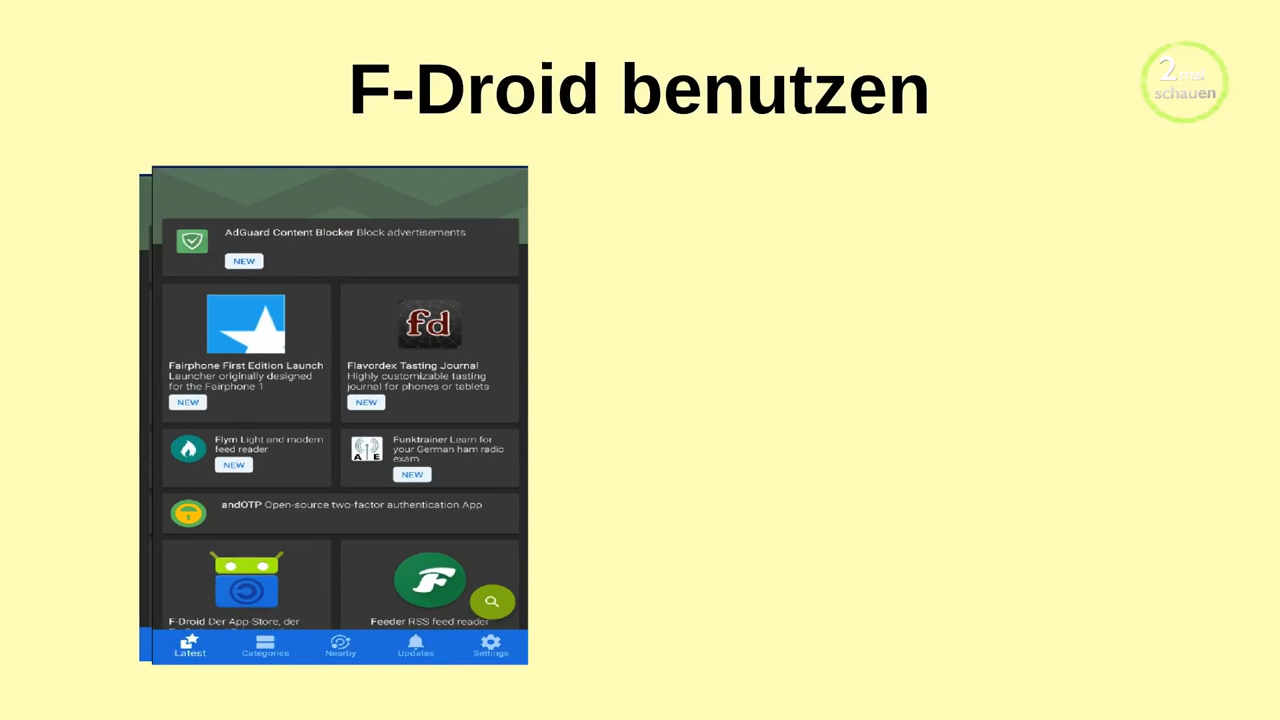 F-Droid benutzen
2 mal
schauen
AdGuard Content Blocker Block advertisements
NEW
Fairphone First Edition Launch
Launcher originally designed
for the Fairphone 1
NEW
fd
Flavordex Tasting Journal
Highly customizable tasting
journal for phones or tablets
NEW
Flym Light and modern
feed reader
NEW
A E
Funktrainer Learn for
your German ham radio
exam
NEW
andOTP Open-source two-factor authentication App
F-Droid Der App-Store, der
F
Feeder RSS feed reader
Latest
Categories
Nearby
Updates
Settings